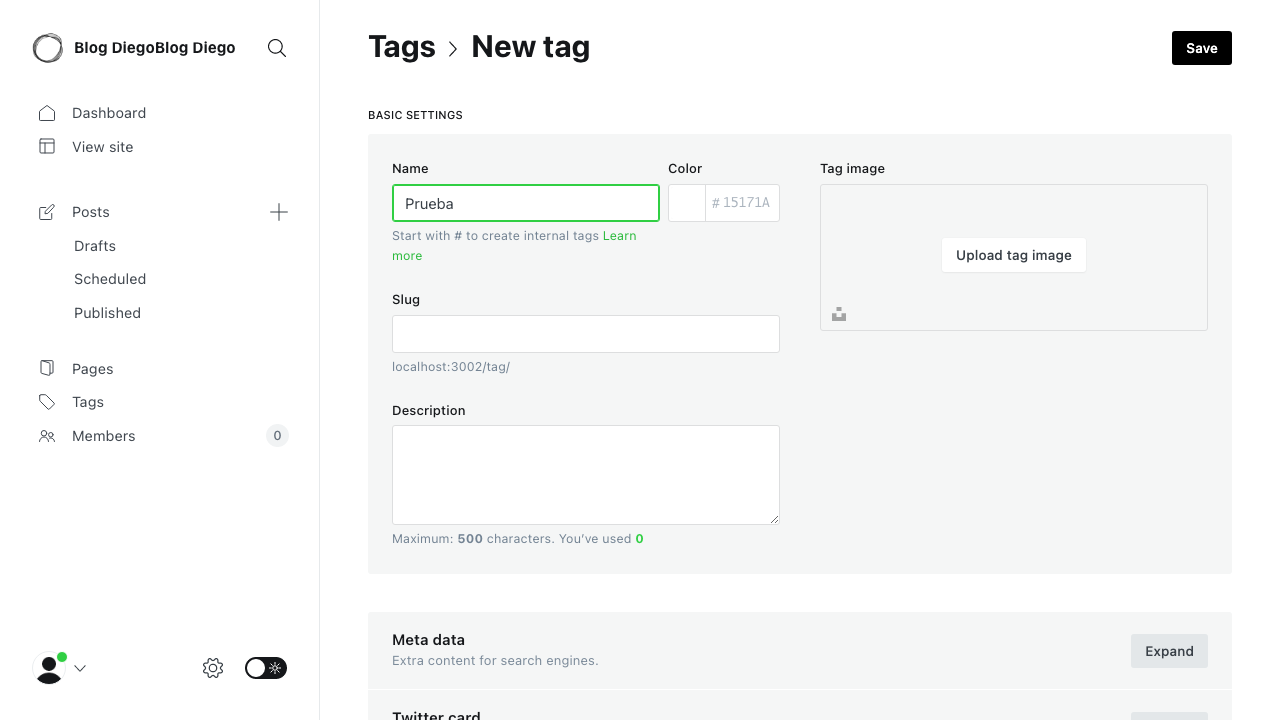 Blog DiegoBlog Diego
Dashboard
View site
Posts
Drafts
Scheduled
Published
Pages
Tags
Members
0
Tags > New tag
Save
BASIC SETTINGS
Name
Prueba
Start with # to create internal tags Learn
more
Color
# 15171A
Slug
localhost:3002/tag/
Description
Maximum: 500 characters. You've used 0
Tag image
Upload tag image
Meta data
Extra content for search engines.
Expand
Twitter card